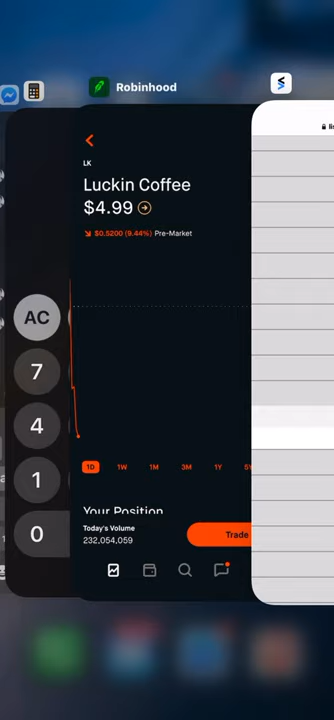 Robinhood
LK
Luckin Coffee
$4.99
$0.5200 (9.44%) Pre-Market
AC
7
4
1
0
1D 1W 1M 3M 1Y
Your Position
Today's Volume
232,054,059
Trade